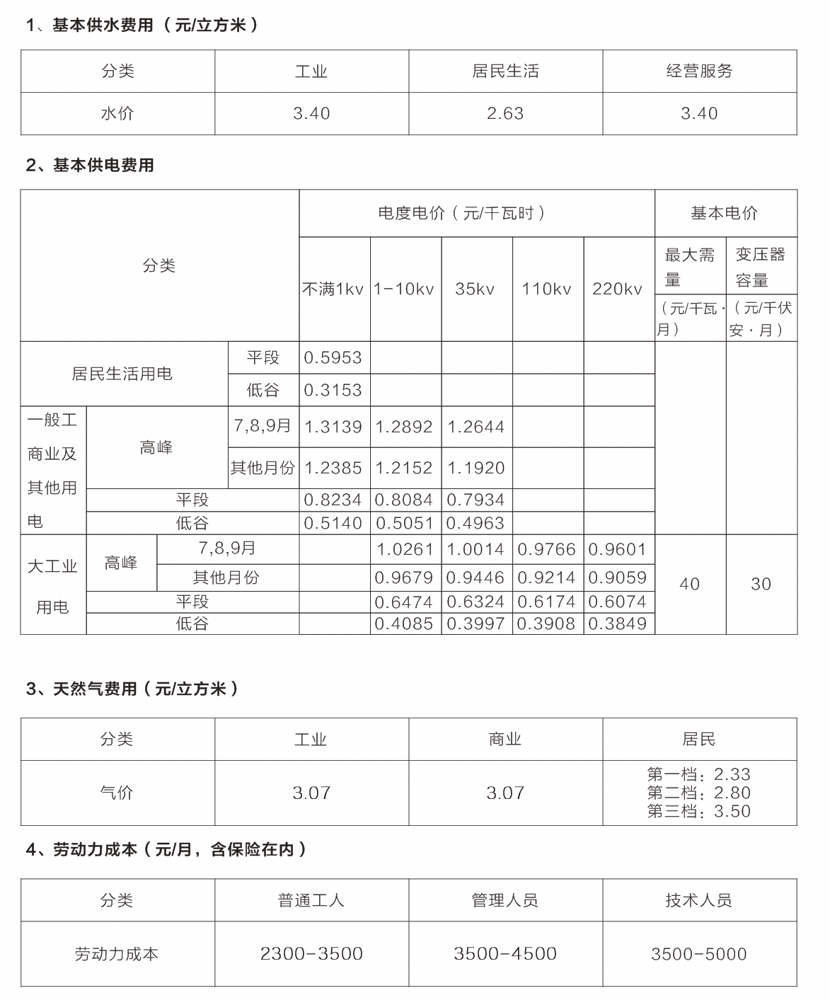 1、基本供水费用（元/立方米）
分类 工业 居民生活 经营服务
水价 3.40 2.63 3.40
2、基本供电费用
分类 电度电价（元/千瓦时） 基本电价
不满1kv 1-10kv 35kv 110kv 220kv
最大需
量
变压器
容量
（元/千瓦·
月）
（元/千伏
安·月）
居民生活用电
平段 0.5953
低谷 0.3153
一般工
商业及
其他用
电
高峰
7,8,9月 1.3139 1.2892 1.2644
其他月份 1.2385 1.2152 1.1920
平段 0.8234 0.8084 0.7934
低谷 0.5140 0.5051 0.4963
大工业
用电
高峰
7,8,9月 1.0261 1.0014 0.9766 0.9601
其他月份 0.9679 0.9446 0.9214 0.9059
平段 0.6474 0.6324 0.6174 0.6074
低谷 0.4085 0.3997 0.3908 0.3849
40 30
3、天然气费用（元/立方米）
分类 工业 商业 居民
气价 3.07 3.07
第一档：2.33
第二档：2.80
第三档：3.50
4、劳动力成本（元/月，含保险在内）
分类 普通工人 管理人员 技术人员
劳动力成本 2300-3500 3500-4500 3500-5000